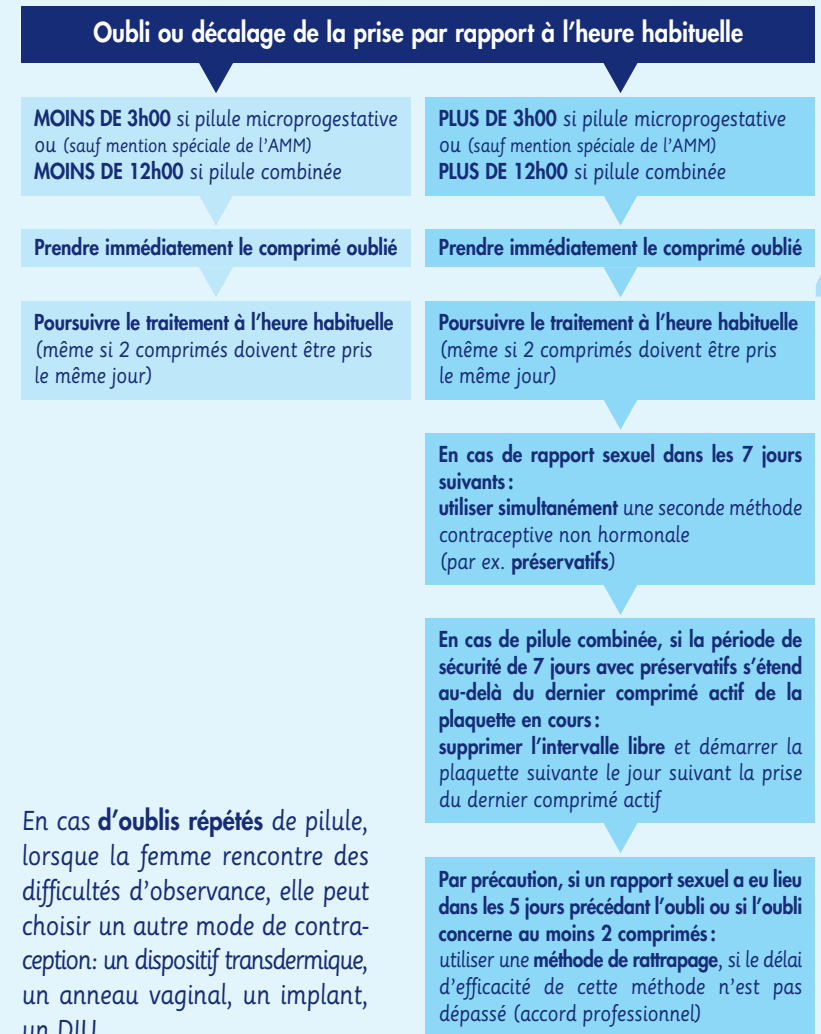 Oubli ou décalage de la prise par rapport à l'heure habituelle
MOINS DE 3h00 si pilule microprogestative
ou (sauf mention spéciale de l'AMM)
MOINS DE 12h00 si pilule combinée
Prendre immédiatement le comprimé oublié
Poursuivre le traitement à l'heure habituelle
(même si 2 comprimés doivent être pris
le même jour)
PLUS DE 3h00 si pilule microprogestative
ou (sauf mention spéciale de l'AMM)
PLUS DE 12h00 si pilule combinée
Prendre immédiatement le comprimé oublié
Poursuivre le traitement à l'heure habituelle
(même si 2 comprimés doivent être pris
le même jour)
En cas de rapport sexuel dans les 7 jours
suivants :
utiliser simultanément une seconde méthode
contraceptive non hormonale
(par ex. préservatifs)
En cas de pilule combinée, si la période de
sécurité de 7 jours avec préservatifs s'étend
au-delà du dernier comprimé actif de la
plaquette en cours :
supprimer l'intervalle libre et démarrer la
plaquette suivante le jour suivant la prise
du dernier comprimé actif
Par précaution, si un rapport sexuel a eu lieu
dans les 5 jours précédant l'oubli ou si l'oubli
concerne au moins 2 comprimés :
utiliser une méthode de rattrapage, si le délai
d'efficacité de cette méthode n'est pas
dépassé (accord professionnel)
En cas d'oublis répétés de pilule,
lorsque la femme rencontre des
difficultés d'observance, elle peut
choisir un autre mode de contra-
ception: un dispositif transdermique,
un anneau vaginal, un implant,
un DIU